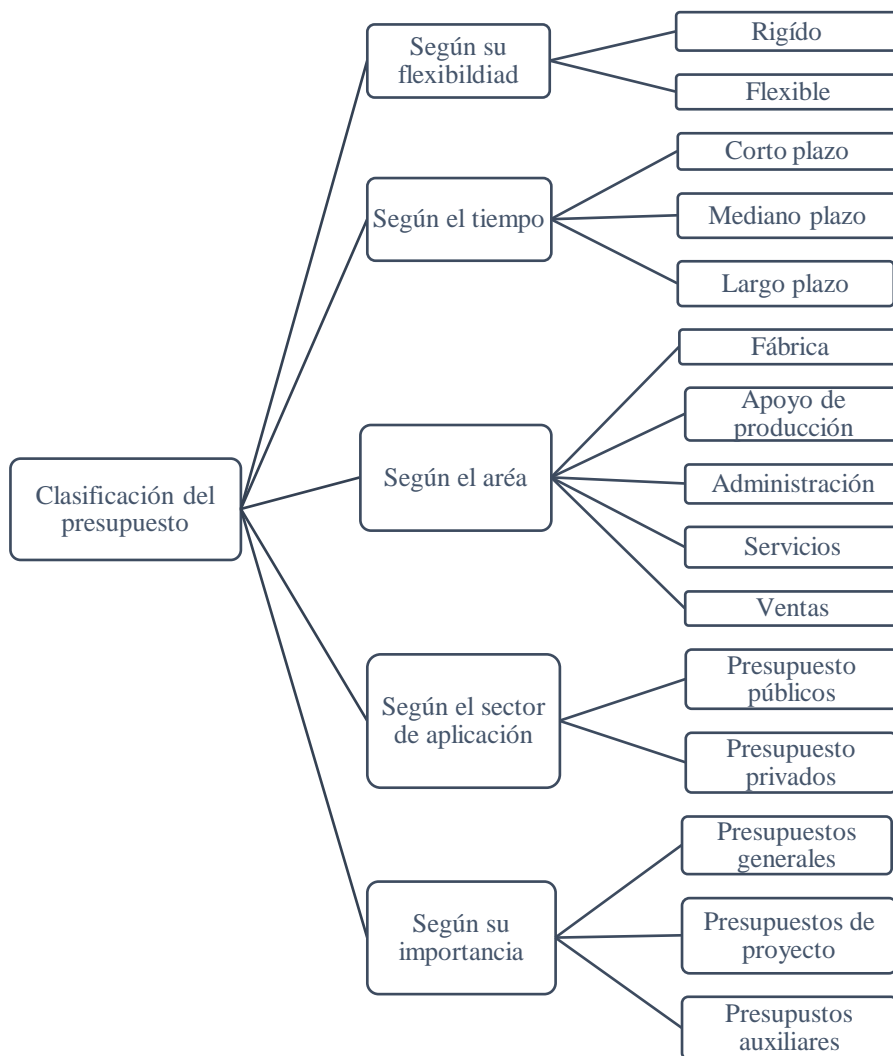 Clasificación del
presupuesto
Según su
flexibildiad
Rigído
Flexible
Según el tiempo
Corto plazo
Mediano plazo
Largo plazo
Según el aréa
Fábrica
Apoyo de
producción
Administración
Servicios
Ventas
Según el sector
de aplicación
Presupuesto
públicos
Presupuesto
privados
Según su
importancia
Presupuestos
generales
Presupuestos de
proyecto
Presupustos
auxiliares